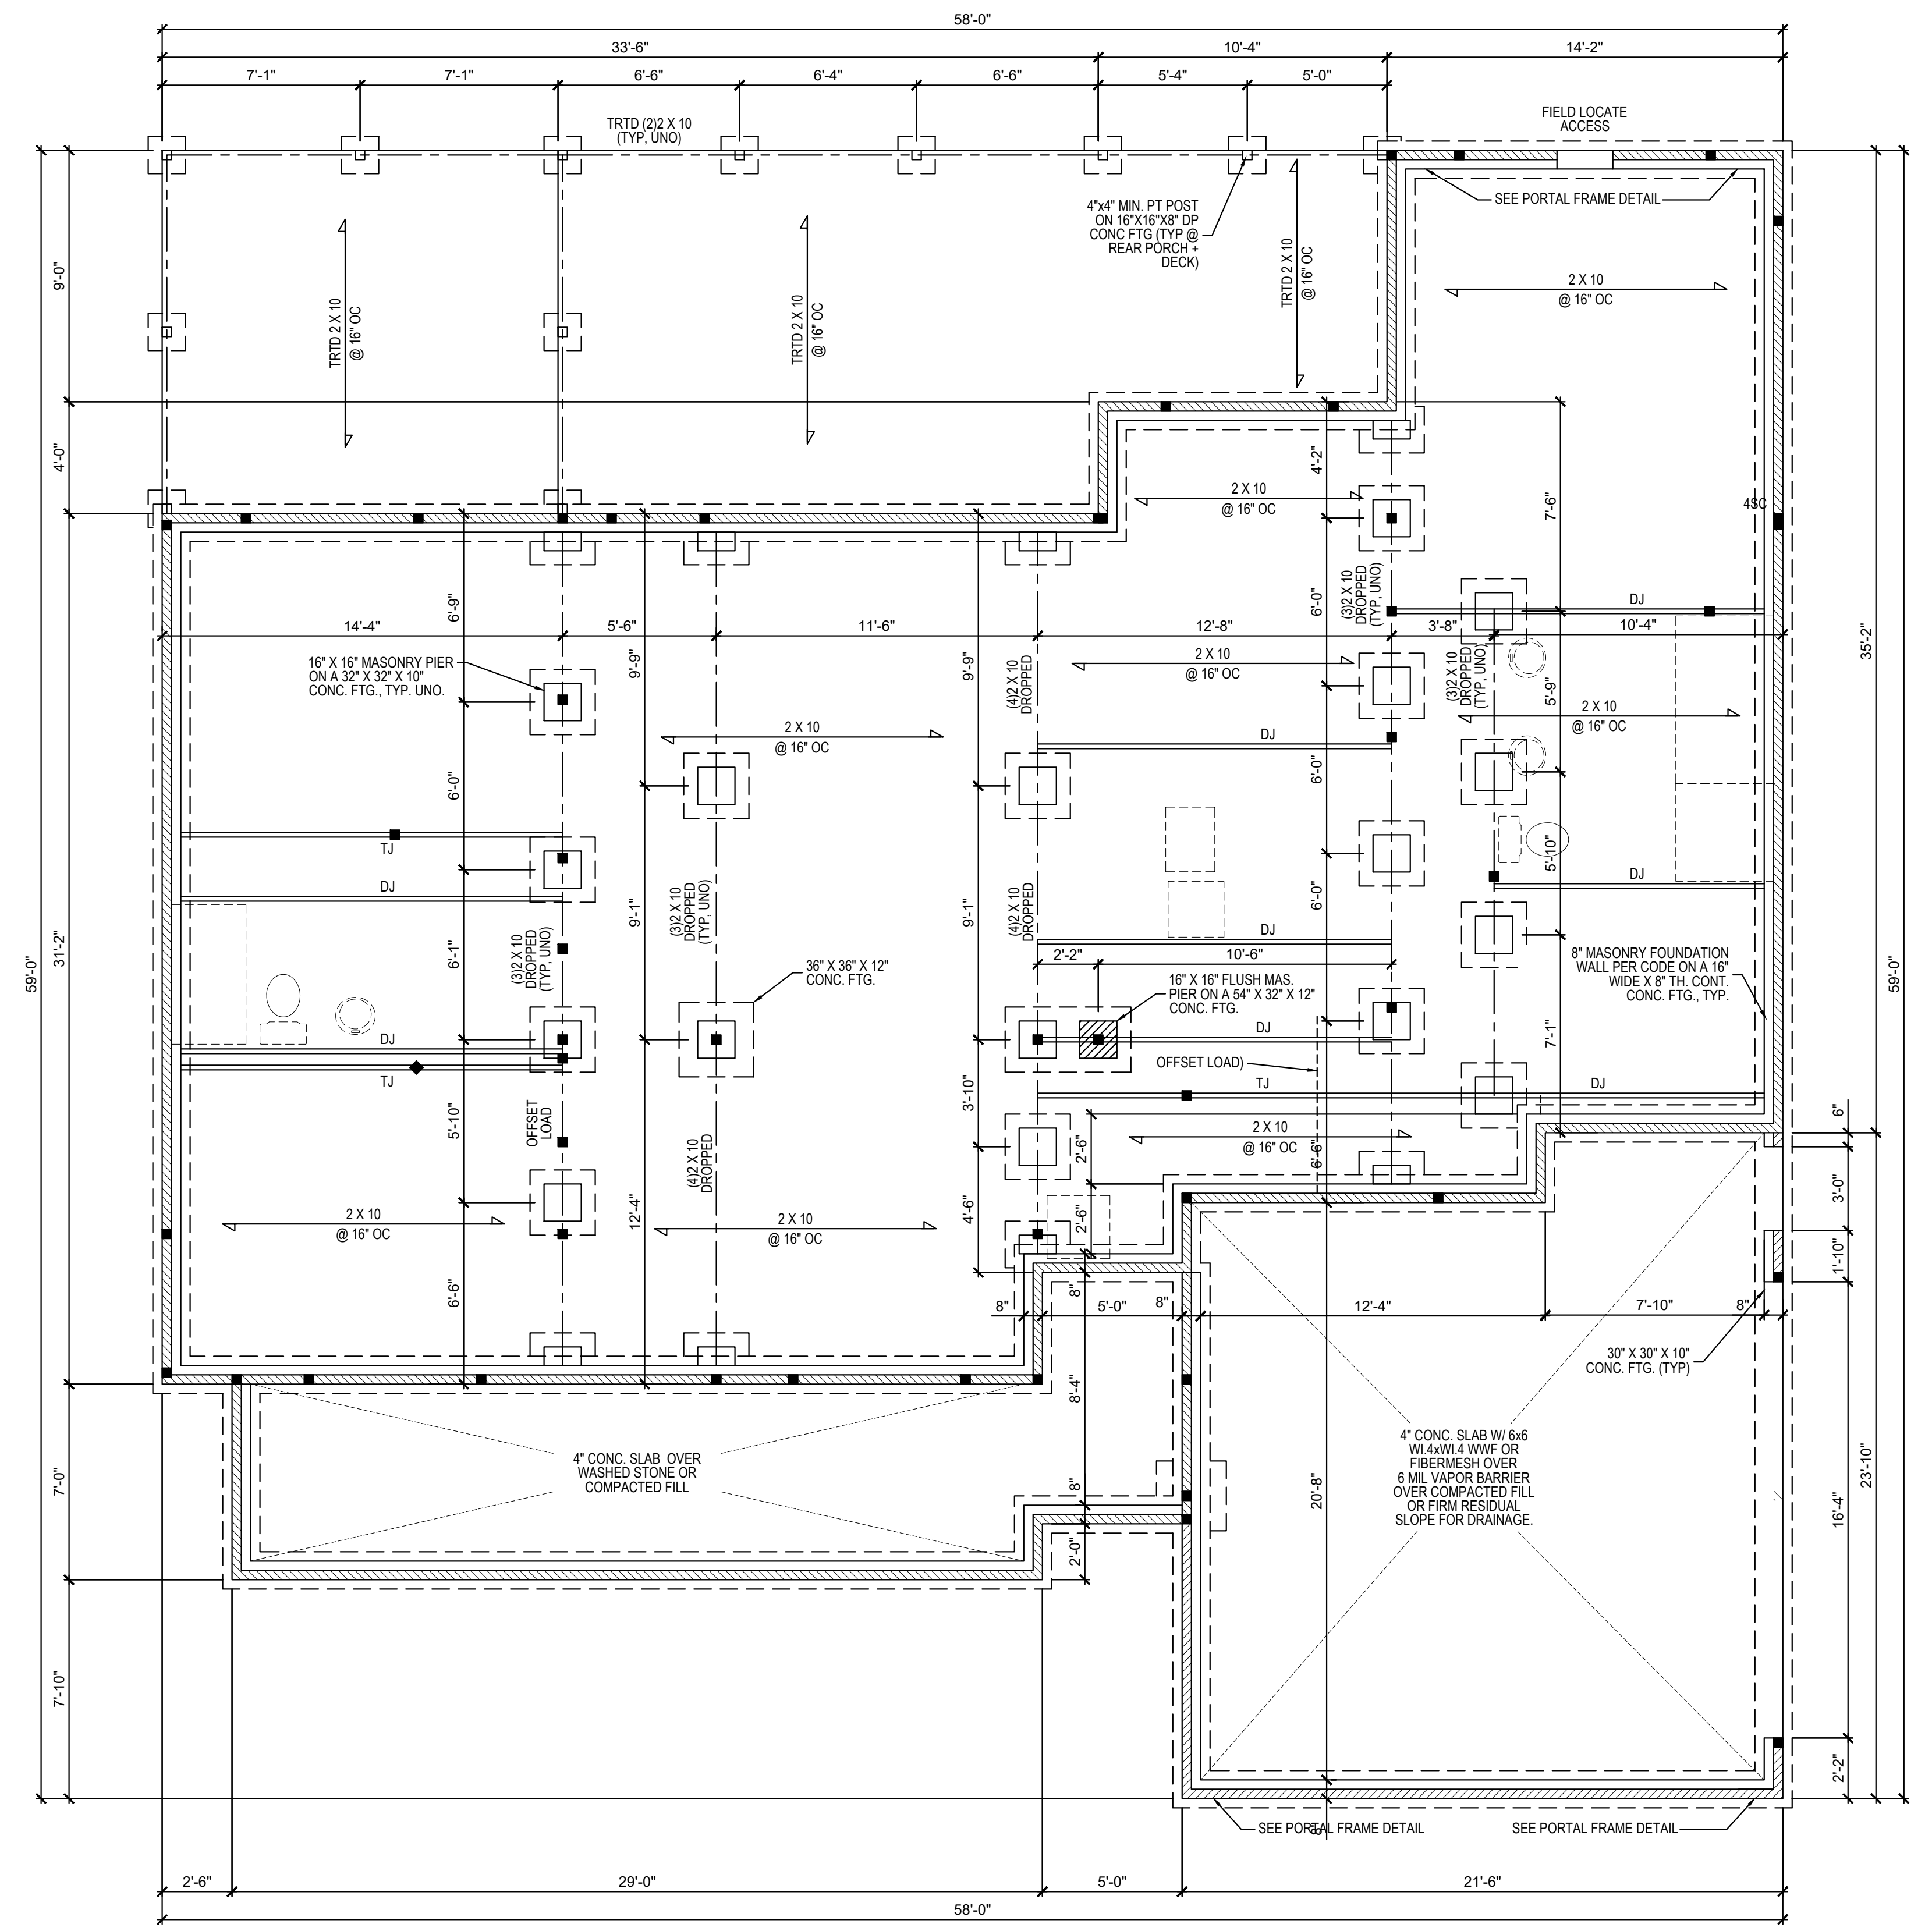 58'-0"
33'-6"
10'-4"
14'-2"
7'-1"
7'-1"
6'-6"
6'-4"
6'-6"
5'-4"
5'-0"
TRTD (2)2 X 10
(TYP, UNO)
FIELD LOCATE
ACCESS
SEE PORTAL FRAME DETAIL
4"x4" MIN. PT POST
ON 16"X16"X8" DP
CONC FTG (TYP @
REAR PORCH +
DECK)
TRTD 2 X 10
@ 16" OC
TRTD 2 X 10
@ 16" OC
TRTD 2 X 10
@ 16" OC
2 X 10
@ 16" OC
9'-0"
4'-0"
59'-0"
31'-2"
7'-0"
7'-10"
4'-2"
7'-6"
4SC
2 X 10
@ 16" OC
6'-9"
9'-9"
9'-9"
6'-0"
(3)2 X 10
DROPPED
(TYP, UNO)
DJ
14'-4"
5'-6"
11'-6"
12'-8"
3'-8"
10'-4"
35'-2"
59'-0"
16" X 16" MASONRY PIER
ON A 32" X 32" X 10"
CONC. FTG., TYP. UNO.
(4)2 X 10
DROPPED
2 X 10
@ 16" OC
(3)2 X 10
DROPPED
(TYP, UNO)
5'-9"
2 X 10
@ 16" OC
2 X 10
@ 16" OC
DJ
6'-0"
6'-0"
TJ
DJ
5'-10"
DJ
6'-0"
(3)2 X 10
DROPPED
(TYP, UNO)
9'-1"
(3)2 X 10
DROPPED
(TYP, UNO)
9'-1"
(4)2 X 10
DROPPED
6'-1"
DJ
2'-2"
10'-6"
36" X 36" X 12"
CONC. FTG.
16" X 16" FLUSH MAS.
PIER ON A 54" X 32" X 12"
CONC. FTG.
8" MASONRY FOUNDATION
WALL PER CODE ON A 16"
WIDE X 8" TH. CONT.
CONC. FTG., TYP.
DJ
DJ
7'-1"
OFFSET LOAD)
TJ
TJ
DJ
5'-10"
OFFSET
LOAD
3'-10"
6"
(4)2 X 10
DROPPED
2'-6"
2 X 10
@ 16" OC
6'-6"
3'-0"
2 X 10
@ 16" OC
12'-4"
2 X 10
@ 16" OC
4'-6"
2'-6"
1'-10"
6'-6"
8"
8"
5'-0"
8"
12'-4"
7'-10"
8"
30" X 30" X 10"
CONC. FTG. (TYP)
8'-4"
4" CONC. SLAB OVER
WASHED STONE OR
COMPACTED FILL
8"
2'-0"
20'-8"
4" CONC. SLAB W/ 6x6
WI.4xWI.4 WWF OR
FIBERMESH OVER
6 MIL VAPOR BARRIER
OVER COMPACTED FILL
OR FIRM RESIDUAL
SLOPE FOR DRAINAGE.
16'-4"
23'-10"
2'-2"
SEE PORTAL FRAME DETAIL
8"
SEE PORTAL FRAME DETAIL
2'-6"
29'-0"
5'-0"
21'-6"
58'-0"